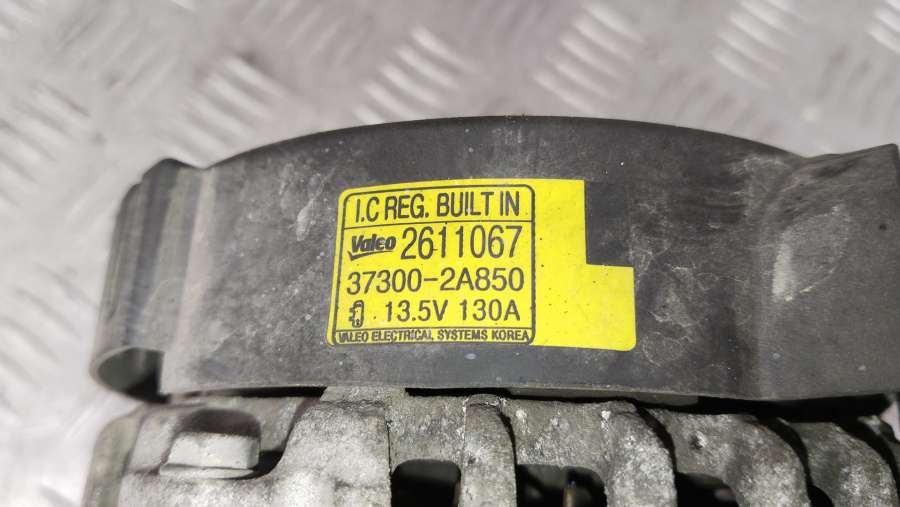 I.C REG. BUILT IN
Valeo 2611067
37300-2A850
13.5V 130A
VALEO ELECTRICAL SYSTEMS KOREA